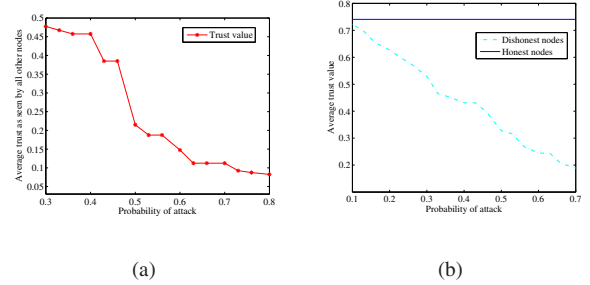 0.5
0.45
0.4
0.35
0.3
0.25
0.2
0.15
0.1
0.05
Average trust as seen by all other nodes
Trust value
0.3 0.4 0.5 0.6 0.7 0.8
Probability of attack
(a)
0.8
0.7
0.6
0.5
0.4
0.3
0.2
Average trust value
Dishonest nodes
Honest nodes
0.1 0.2 0.3 0.4 0.5 0.6 0.7
Probability of attack
(b)